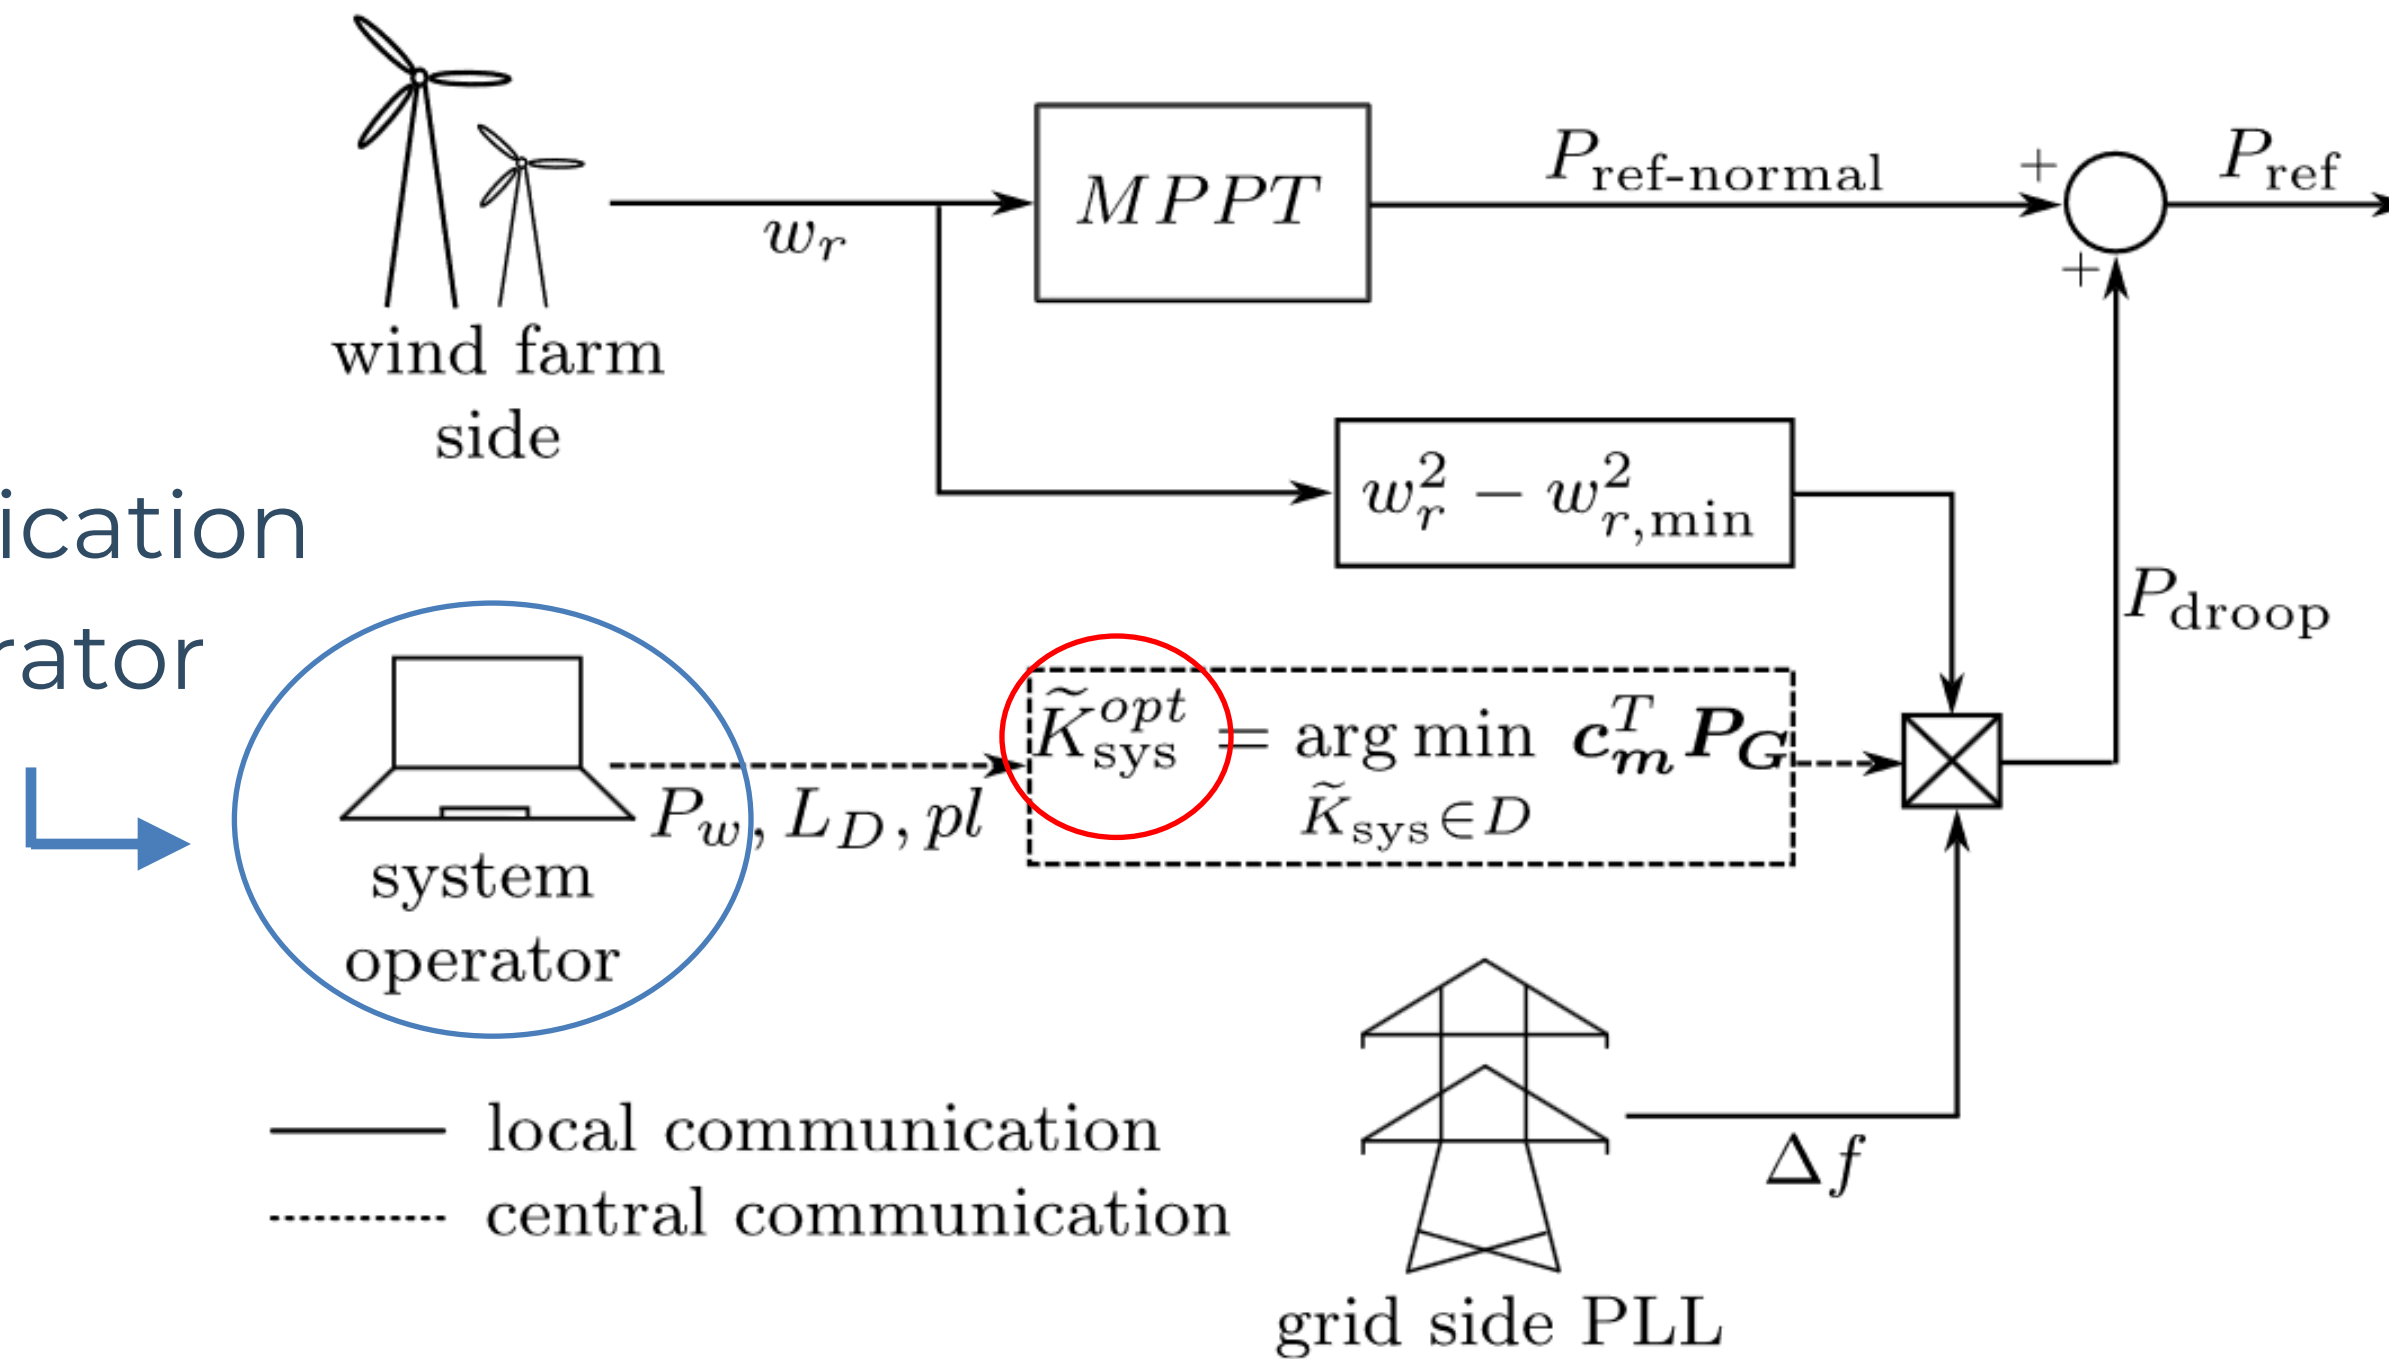 MPPT
P_ref-normal
+
P_ref
w_r
+
wind farm
side
w_r^2 − w_{r,min}^2
ication
rator
P_droop
K̃_sys^opt = arg min c_m^T P_G
K̃_sys∈D
P_w, L_D, pl
system
operator
local communication
Δf
central communication
grid side PLL